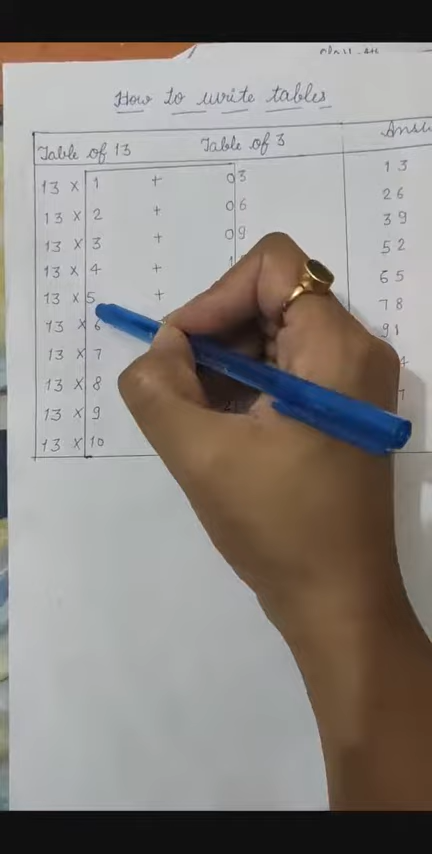 How to write tables
Table of 13 Table of 3
13 × 1 + 03 13
13 × 2 + 06 26
13 × 3 + 09 39
13 × 4 + 52
13 × 5 + 65
13 × 6 78
13 × 7 91
13 × 8
13 × 9
13 × 10